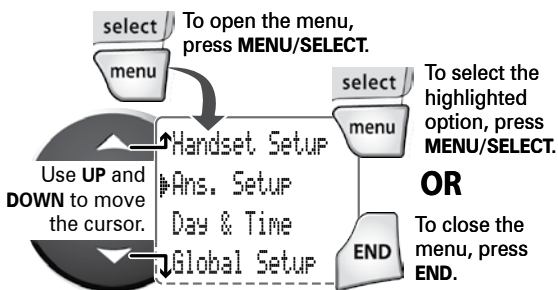 select
menu
To open the menu,
press MENU/SELECT.
Handset Setup
Ans. Setup
Day & Time
Global Setup
Use UP and
DOWN to move
the cursor.
select
menu
To select the
highlighted
option, press
MENU/SELECT.
OR
END
To close the
menu, press
END.